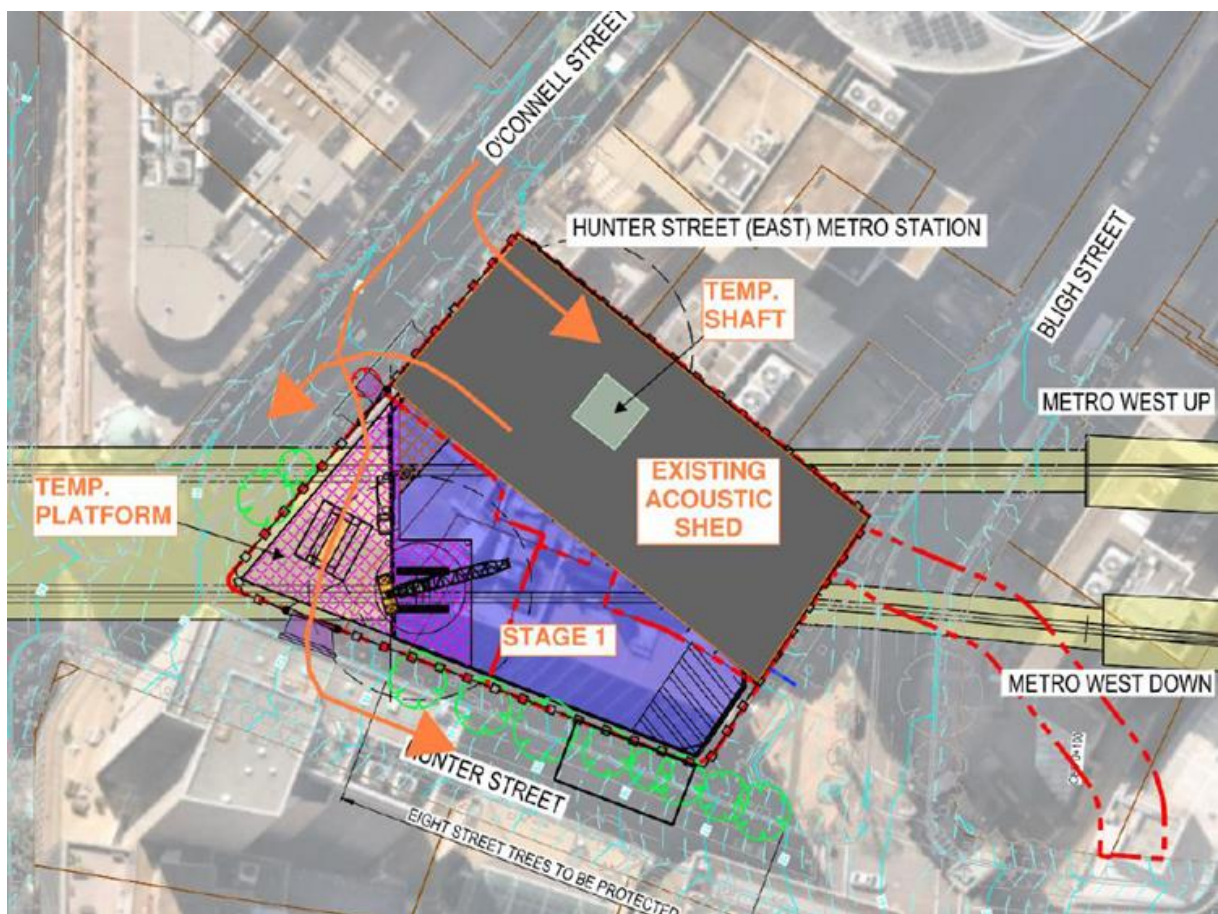 O'CONNELL STREET
HUNTER STREET (EAST) METRO STATION
TEMP.
SHAFT
BLIGH STREET
METRO WEST UP
EXISTING
ACOUSTIC
SHED
TEMP.
PLATFORM
STAGE 1
METRO WEST DOWN
HUNTER STREET
EIGHT STREET TREES TO BE PROTECTED